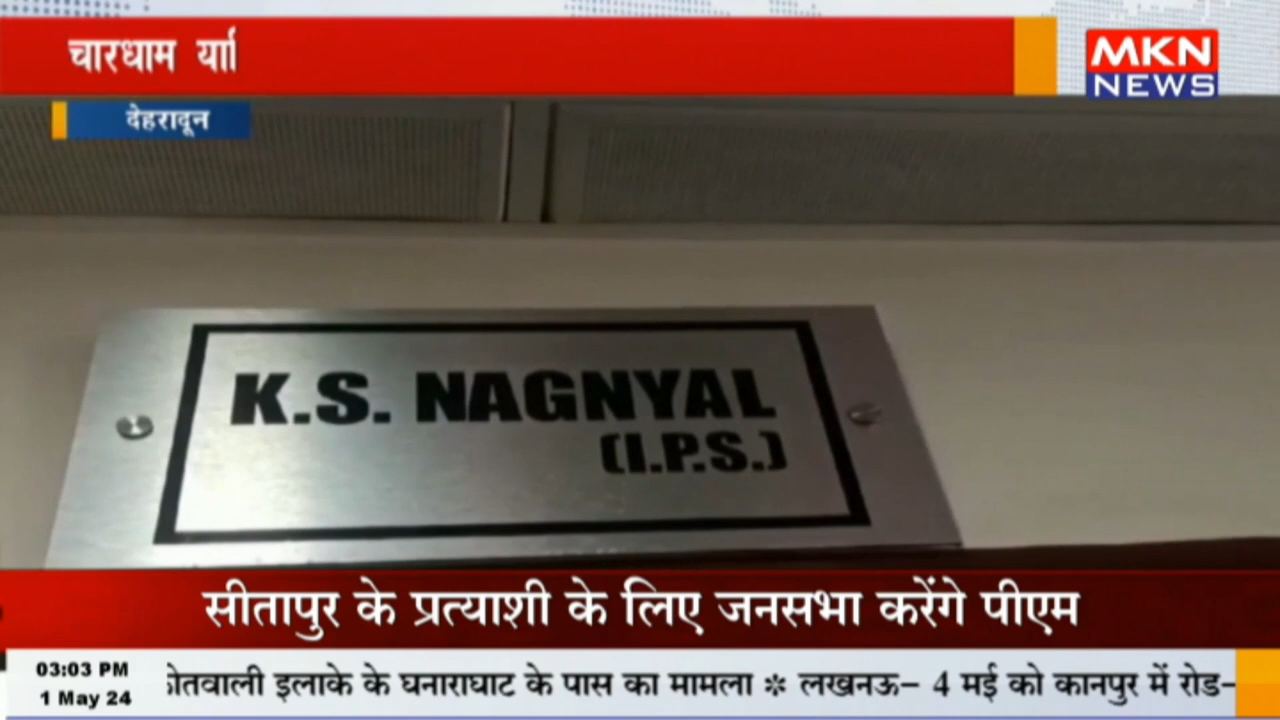 चारधाम
MKN
NEWS
देहरादून
K.S. NAGNYAL
(I.P.S.)
सीतापुर के प्रत्याशी के लिए जनसभा करेंगे पीएम
03:03 PM
1 May 24
इलाके के घनाराघाट के पास का मामला * लखनऊ– 4 मई को कानपुर में रोड-